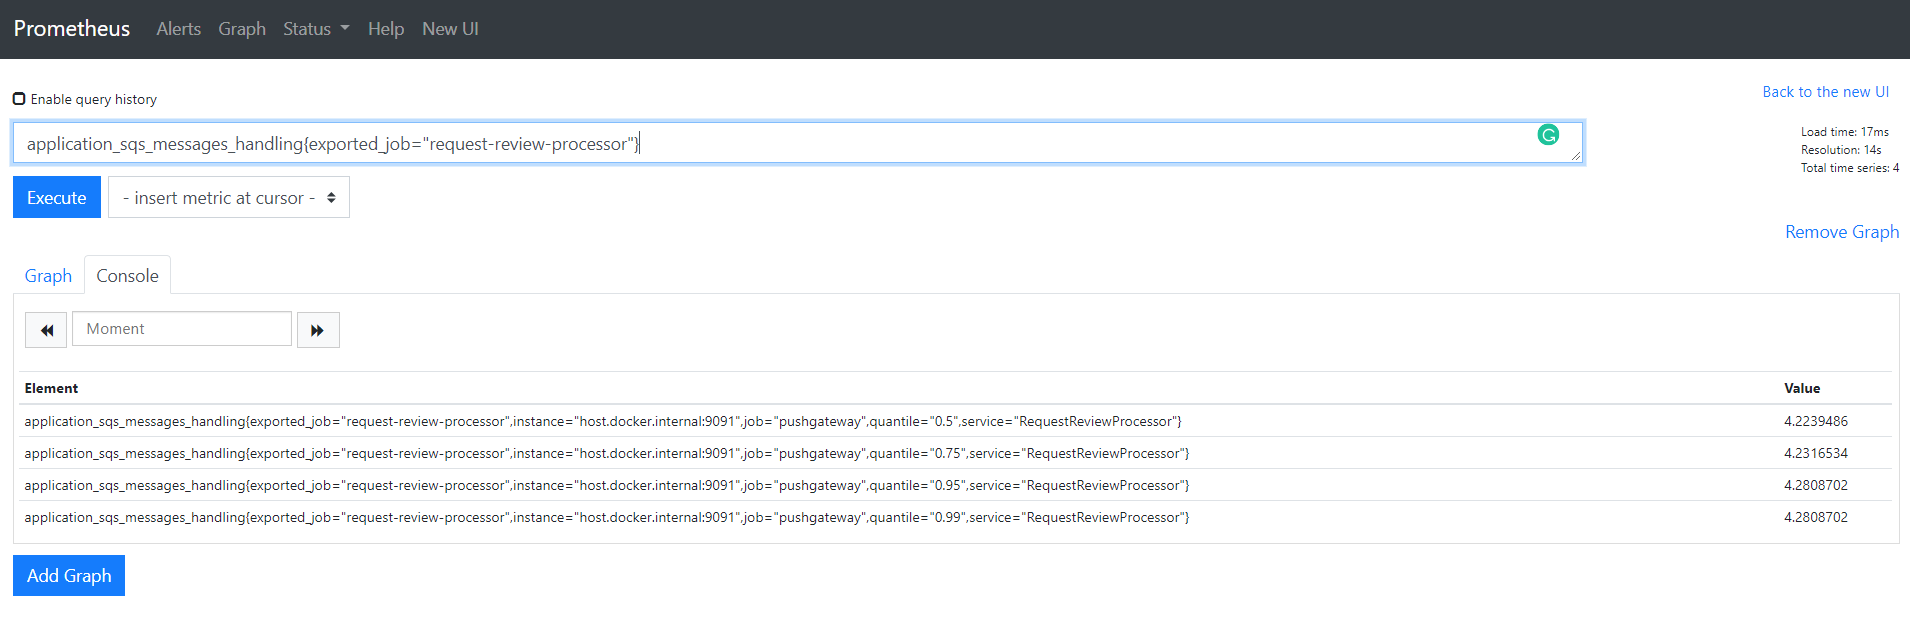 Prometheus Alerts Graph Status Help New UI
Enable query history
Back to the new UI
application_sqs_messages_handling{exported_job="request-review-processor"}
G
Load time: 17ms
Resolution: 14s
Total time series: 4
Execute
- insert metric at cursor -
Remove Graph
Graph Console
Moment
Element Value
application_sqs_messages_handling{exported_job="request-review-processor",instance="host.docker.internal:9091",job="pushgateway",quantile="0.5",service="RequestReviewProcessor"} 4.2239486
application_sqs_messages_handling{exported_job="request-review-processor",instance="host.docker.internal:9091",job="pushgateway",quantile="0.75",service="RequestReviewProcessor"} 4.2316534
application_sqs_messages_handling{exported_job="request-review-processor",instance="host.docker.internal:9091",job="pushgateway",quantile="0.95",service="RequestReviewProcessor"} 4.2808702
application_sqs_messages_handling{exported_job="request-review-processor",instance="host.docker.internal:9091",job="pushgateway",quantile="0.99",service="RequestReviewProcessor"} 4.2808702
Add Graph